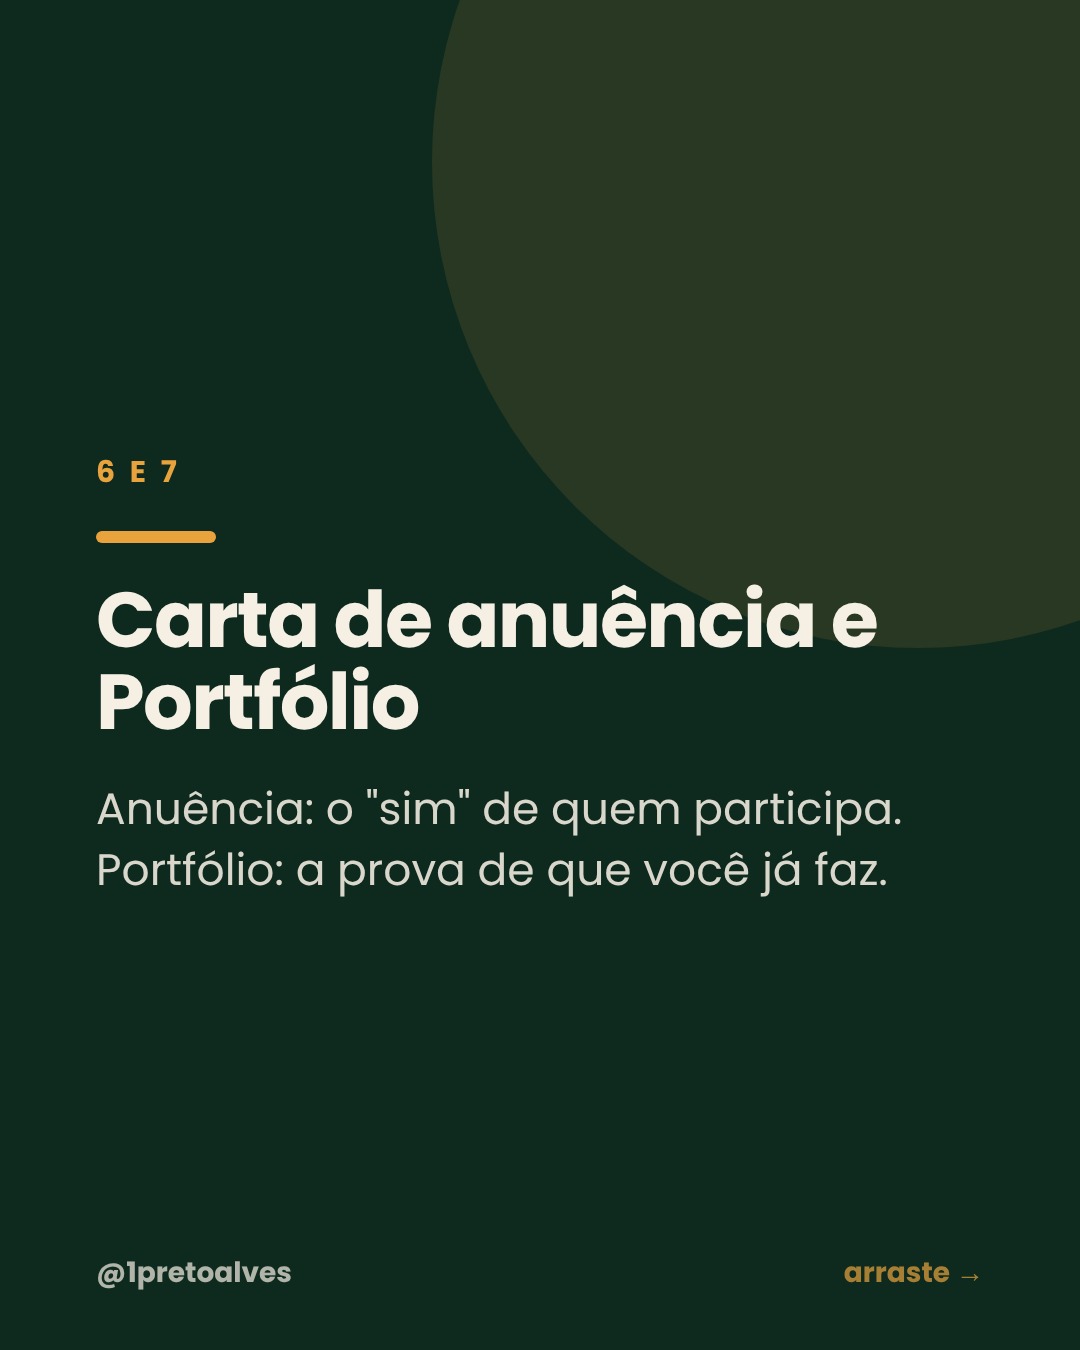 6 E 7
Carta de anuência e
Portfólio
Anuência: o "sim" de quem participa.
Portfólio: a prova de que você já faz.
@1pretoalves
arraste →